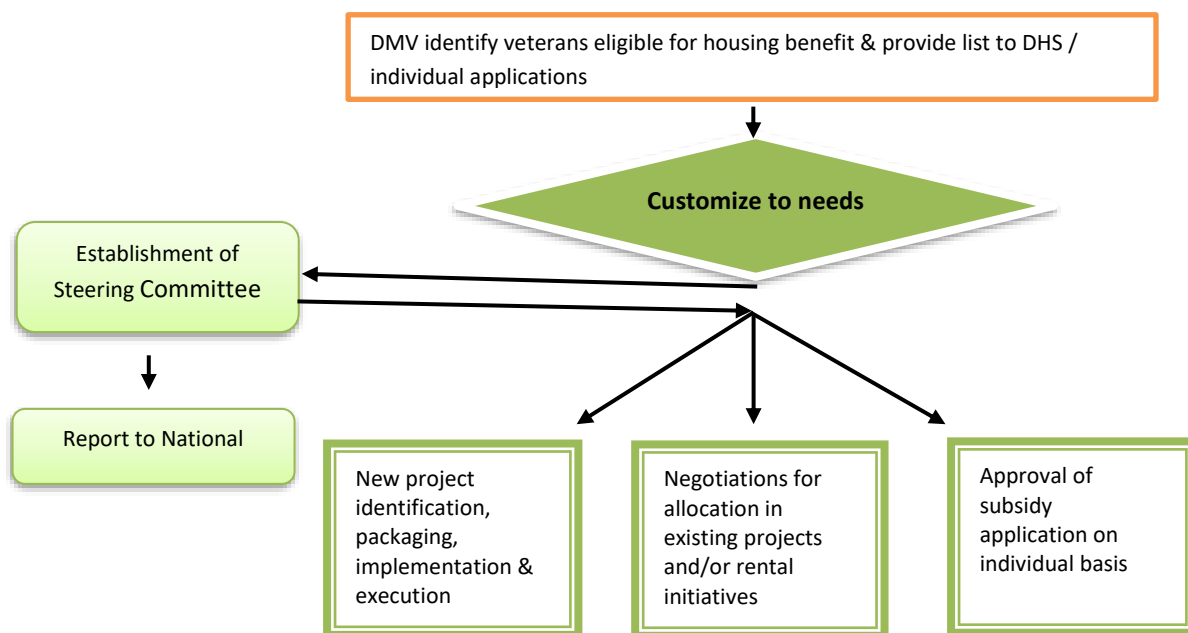 DMV identify veterans eligible for housing benefit & provide list to DHS /
individual applications
Customize to needs
Establishment of
Steering Committee
Report to National
New project
identification,
packaging,
implementation &
execution
Negotiations for
allocation in
existing projects
and/or rental
initiatives
Approval of
subsidy
application on
individual basis